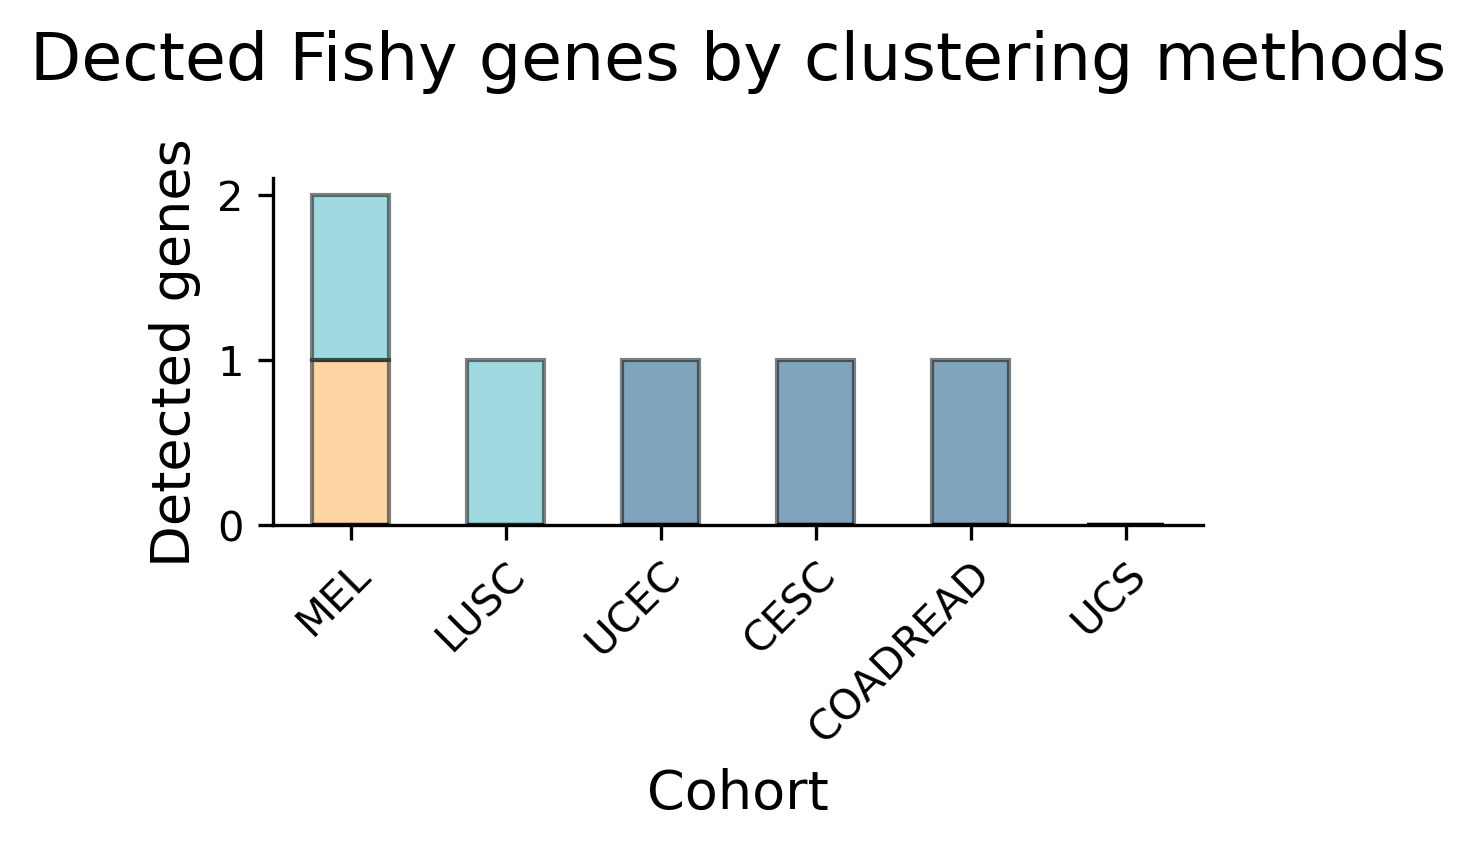 Dected Fishy genes by clustering methods
Detected genes
2
1
0
MEL
LUSC
UCEC
CESC
COADREAD
UCS
Cohort